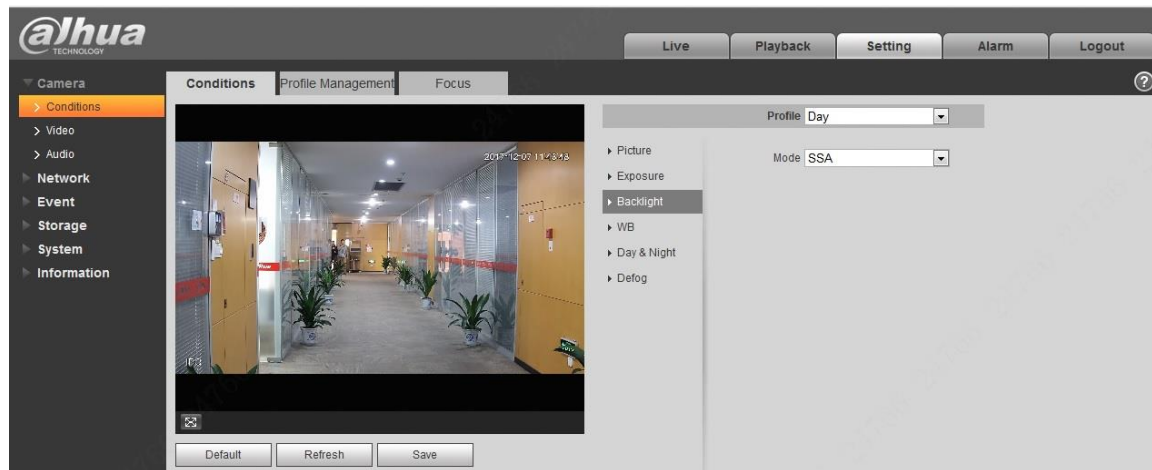 alhua
TECHNOLOGY
Live
Playback
Setting
Alarm
Logout
Camera
Conditions
Video
Audio
Network
Event
Storage
System
Information
Conditions
Profile Management
Focus
Profile Day
Picture
Exposure
Backlight
WB
Day & Night
Defog
Mode SSA
Default
Refresh
Save